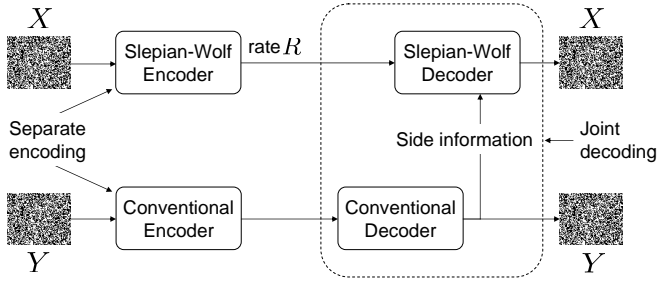 X
X
Slepian-Wolf
Encoder
rate R
Slepian-Wolf
Decoder
Separate
encoding
Side information
Joint
decoding
Conventional
Encoder
Conventional
Decoder
Y
Y